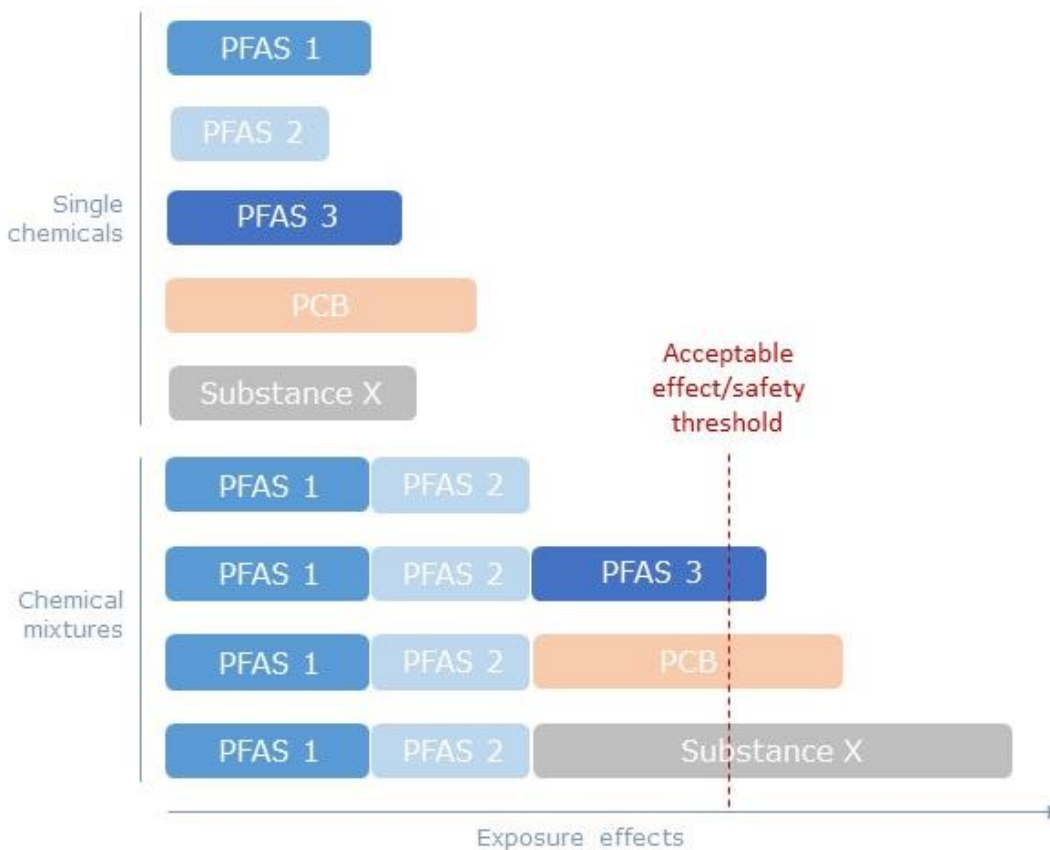 PFAS 1
PFAS 2
Single
chemicals
PFAS 3
PCB
Substance X
Acceptable
effect/safety
threshold
PFAS 1 PFAS 2
Chemical
mixtures
PFAS 1 PFAS 2 PFAS 3
PFAS 1 PFAS 2 PCB
PFAS 1 PFAS 2 Substance X
Exposure effects